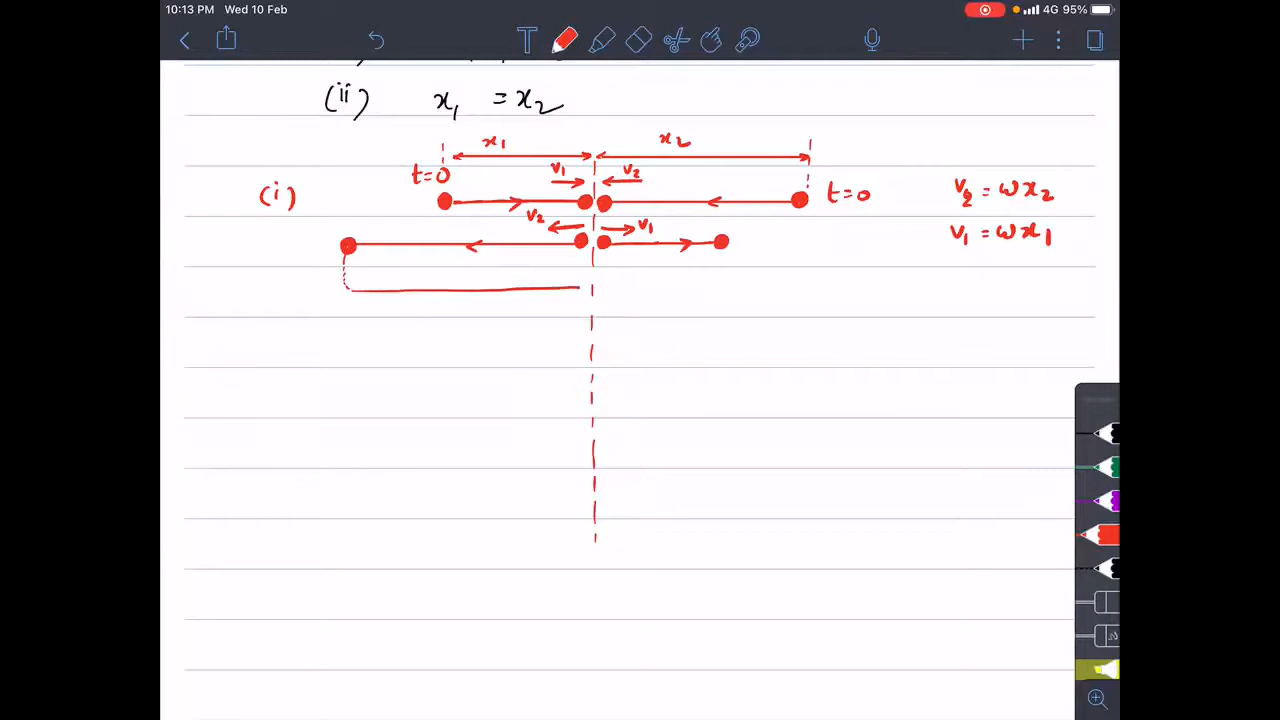 10:13 PM Wed 10 Feb 4G 95%
T
(ii) x₁ = x₂
x₁ x₂
t=0 v₁ v₂
(i) t=0 v₂ = ωx₂
v₂ v₁ v₁ = ωx₁